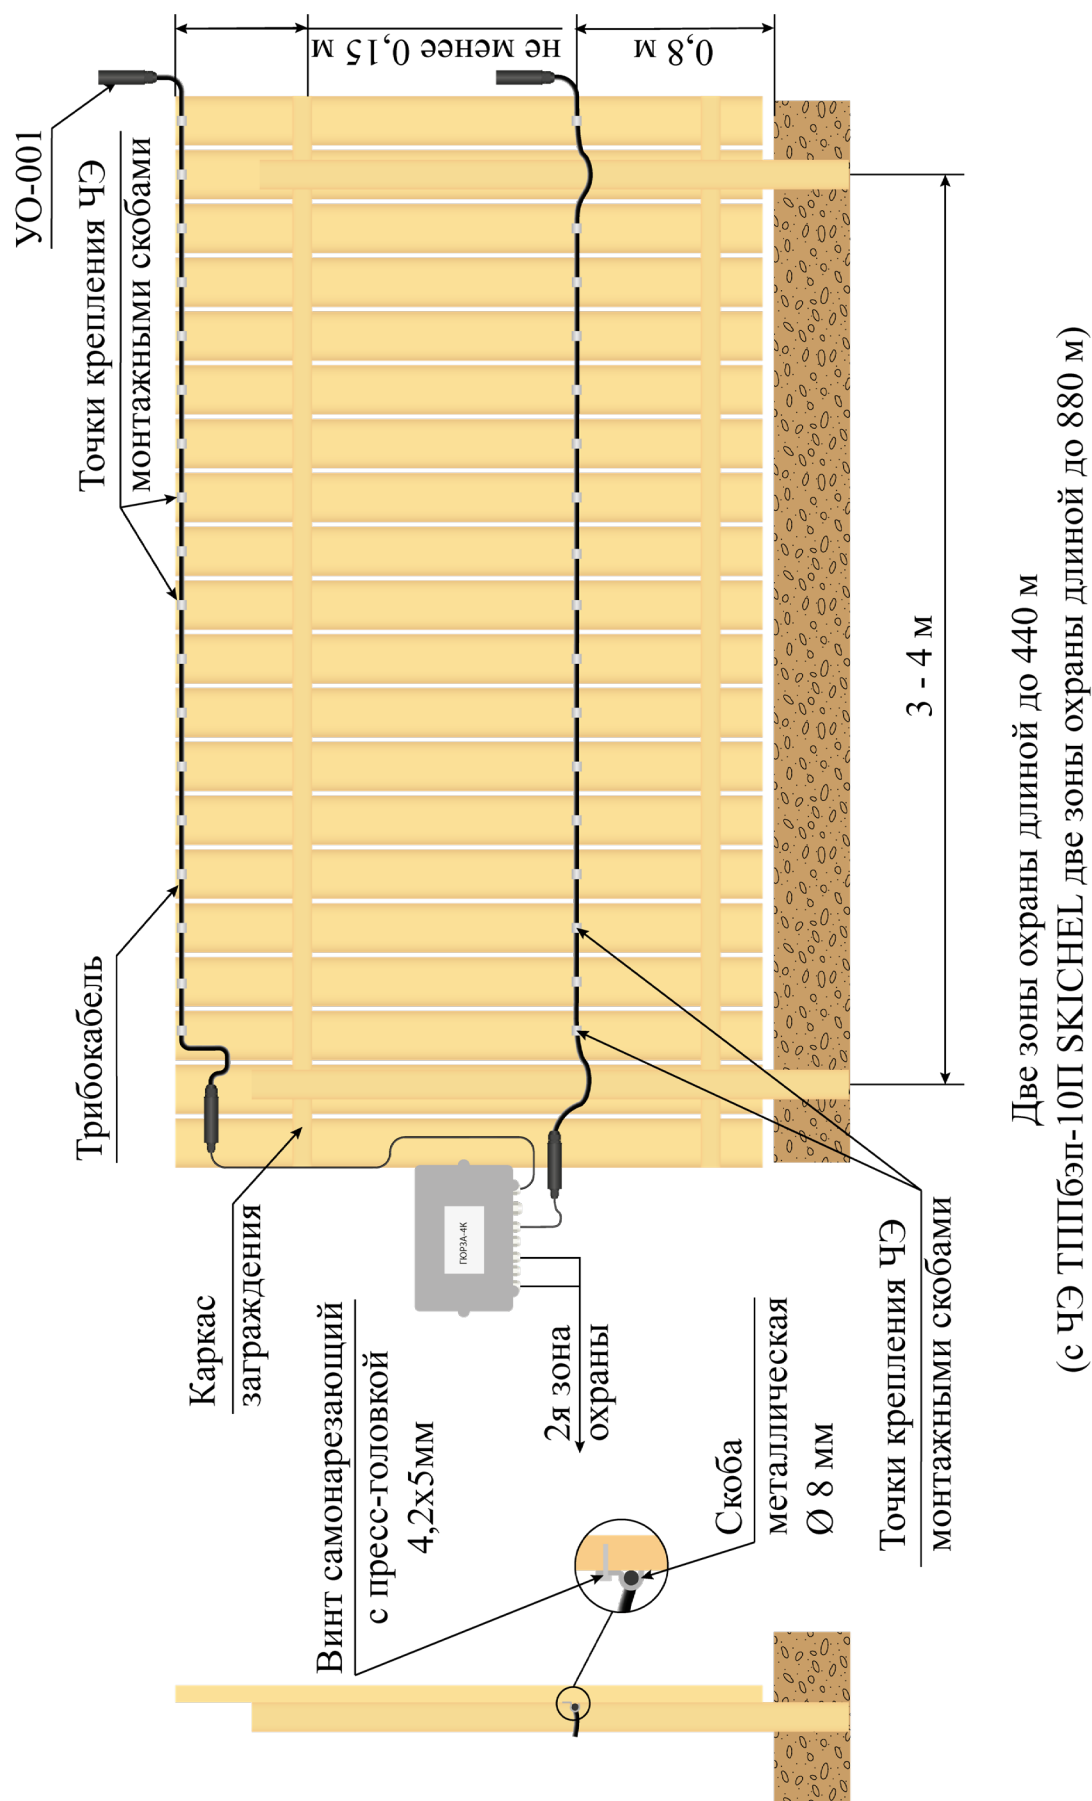 УО-001
Точки крепления ЧЭ
монтажными скобами
Трибокабель
Каркас
заграждения
не менее 0,15 м
0,8 м
ГЮРЗА-4К
2я зона
охраны
Винт самонарезающий
с пресс-головкой
4,2х5мм
Скоба
металлическая
Ø 8 мм
Точки крепления ЧЭ
монтажными скобами
3 - 4 м
Две зоны охраны длиной до 440 м
(с ЧЭ ТППбэп-10П SKICHEL две зоны охраны длиной до 880 м)